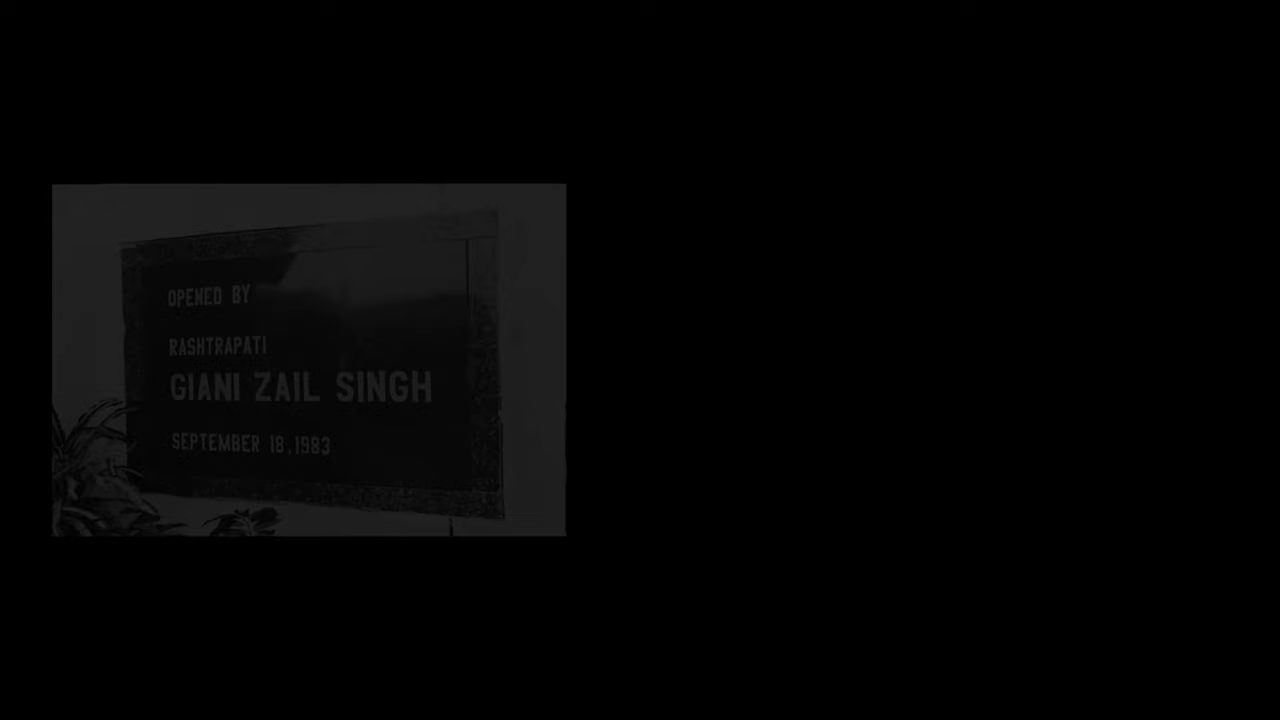 OPENED BY
RASHTRAPATI
GIANI ZAIL SINGH
SEPTEMBER 18, 1983